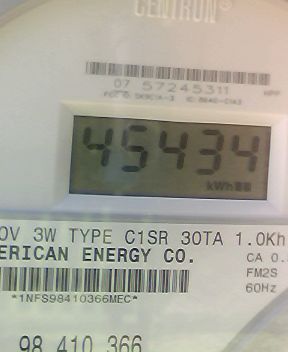 CENTRON®
07 57245311
45434
kWh
0V 3W TYPE C1SR 30TA 1.0Kh
ERICAN ENERGY CO.
CA 0.
FM2S
60Hz
*1NFS98410366MEC*
98 410 366